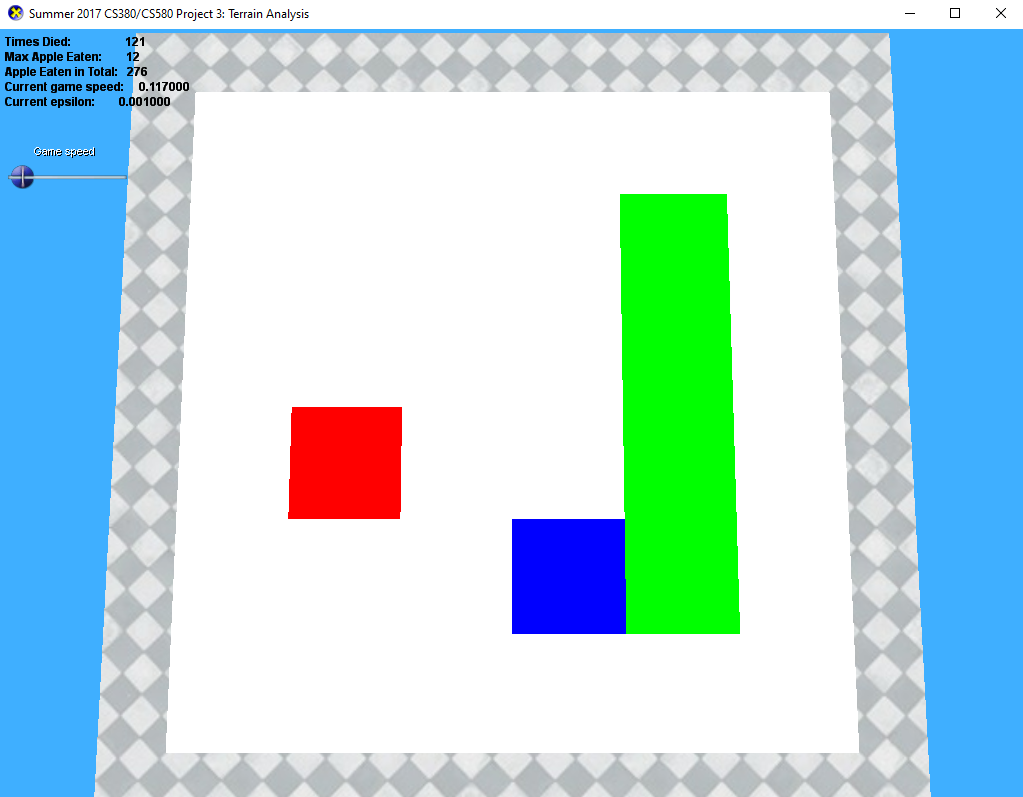 Summer 2017 CS380/CS580 Project 3: Terrain Analysis
Times Died: 121
Max Apple Eaten: 12
Apple Eaten in Total: 276
Current game speed: 0.117000
Current epsilon: 0.001000
Game speed